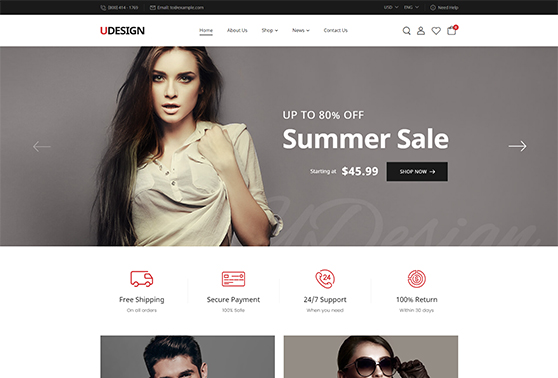 (800) 414 - 1760 Email: to@example.com USD ENG Need Help
UDESIGN Home About Us Shop News Contact Us
UP TO 80% OFF
Summer Sale
Starting at $45.99 SHOP NOW
UDesign
Free Shipping Secure Payment 24/7 Support 100% Return
On all orders 100% Safe When you need Within 30 days